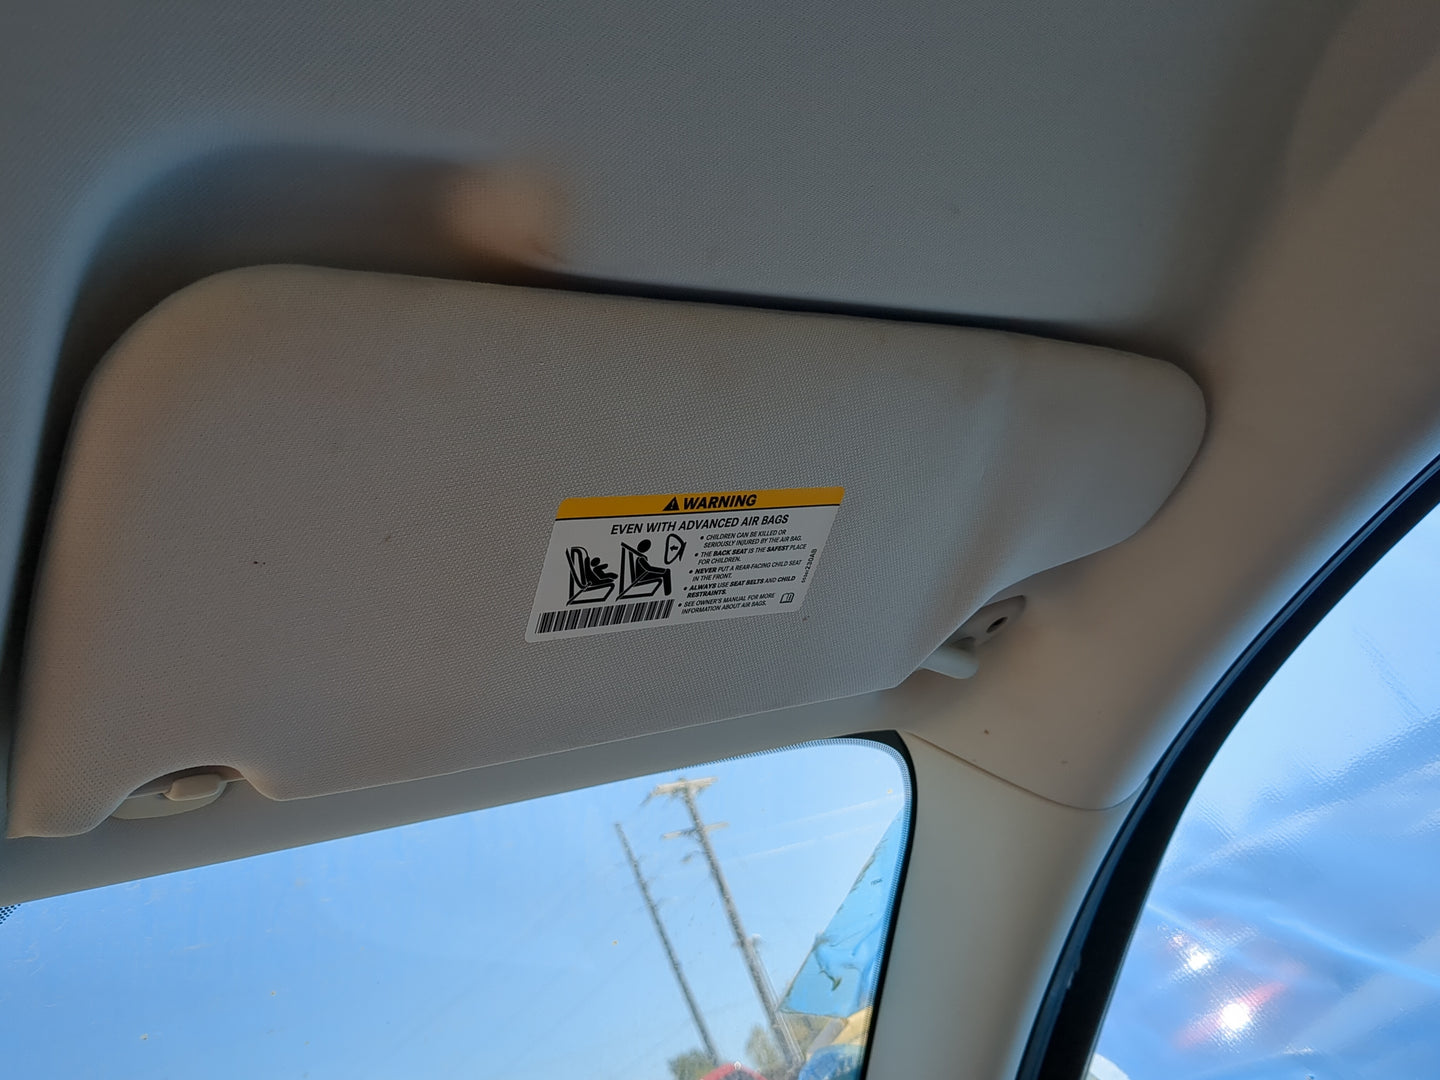 WARNING
EVEN WITH ADVANCED AIR BAGS
• CHILDREN CAN BE KILLED OR
SERIOUSLY INJURED BY THE AIR BAG.
• THE BACK SEAT IS THE SAFEST PLACE
FOR CHILDREN.
• NEVER PUT A REAR-FACING CHILD SEAT
IN THE FRONT.
• ALWAYS USE SEAT BELTS AND CHILD
RESTRAINTS.
• SEE OWNER'S MANUAL FOR MORE
INFORMATION ABOUT AIR BAGS.